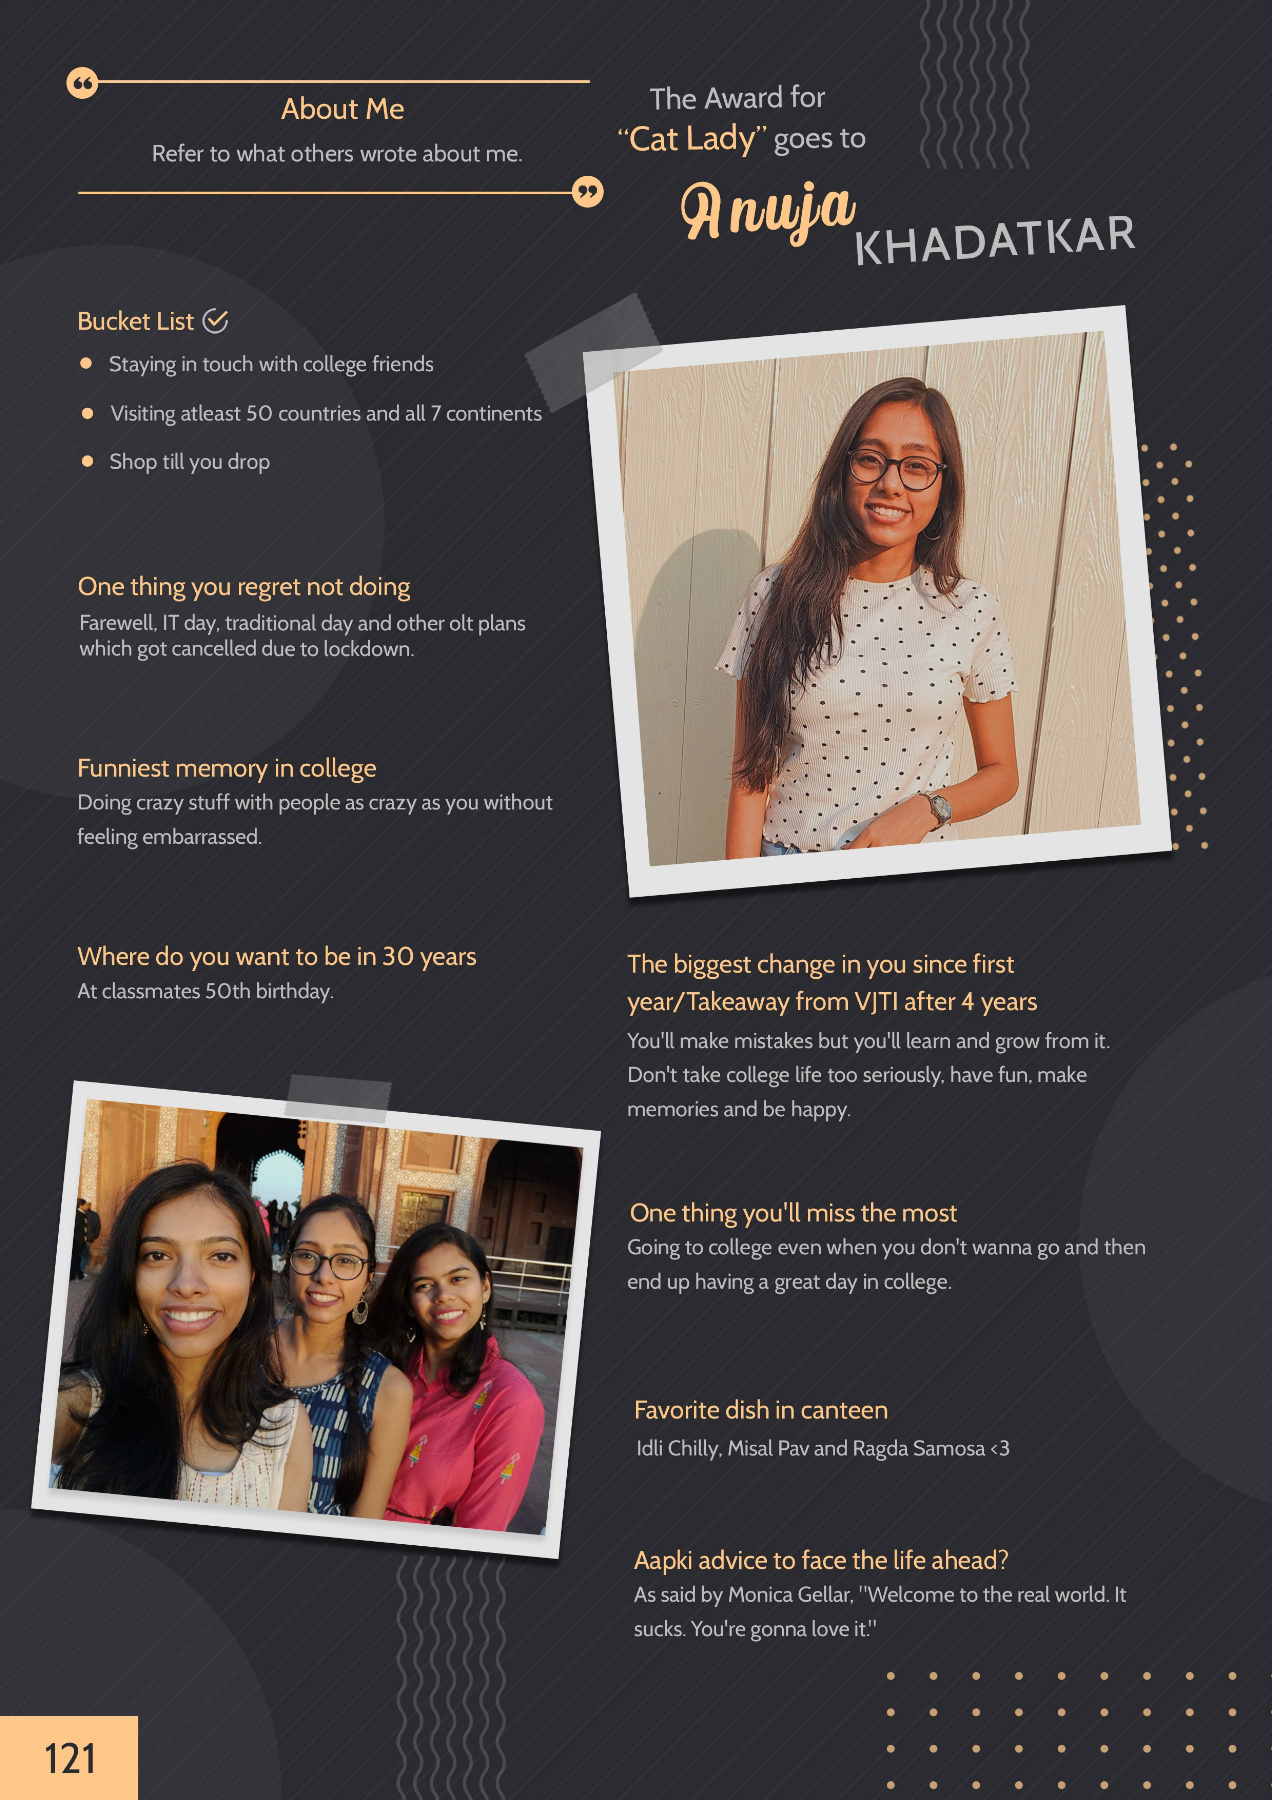 About Me
Refer to what others wrote about me.
The Award for
“Cat Lady” goes to
Anuja
KHADATKAR
Bucket List
Staying in touch with college friends
Visiting atleast 50 countries and all 7 continents
Shop till you drop
One thing you regret not doing
Farewell, IT day, traditional day and other olt plans
which got cancelled due to lockdown.
Funniest memory in college
Doing crazy stuff with people as crazy as you without
feeling embarrassed.
Where do you want to be in 30 years
At classmates 50th birthday.
The biggest change in you since first
year/Takeaway from VJTI after 4 years
You'll make mistakes but you'll learn and grow from it.
Don't take college life too seriously, have fun, make
memories and be happy.
One thing you'll miss the most
Going to college even when you don't wanna go and then
end up having a great day in college.
Favorite dish in canteen
Idli Chilly, Misal Pav and Ragda Samosa <3
Aapki advice to face the life ahead?
As said by Monica Gellar, "Welcome to the real world. It
sucks. You're gonna love it."
121